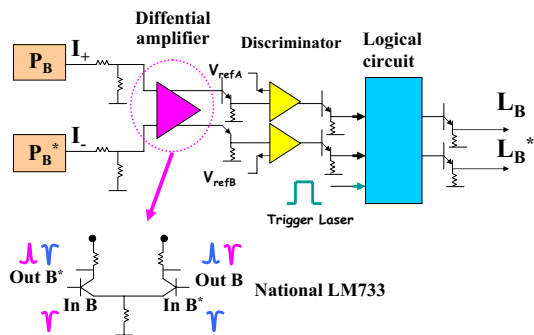 Diffential
amplifier
Discriminator
Logical
circuit
P_B
I_+
V_refA
L_B
P_B*
I_-
L_B*
V_refB
Trigger Laser
Out B*
Out B
In B
In B*
National LM733